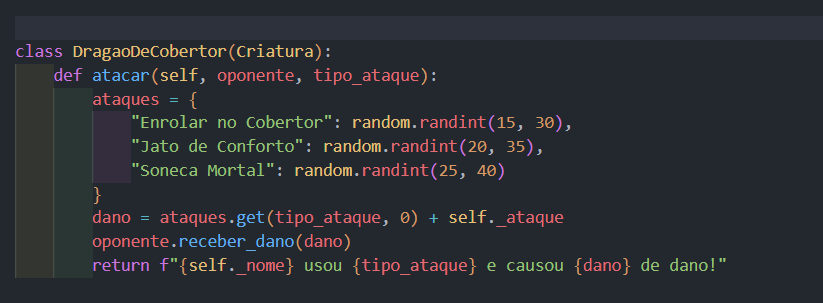 class DragaoDeCobertor(Criatura):
    def atacar(self, oponente, tipo_ataque):
        ataques = {
            "Enrolar no Cobertor": random.randint(15, 30),
            "Jato de Conforto": random.randint(20, 35),
            "Soneca Mortal": random.randint(25, 40)
        }
        dano = ataques.get(tipo_ataque, 0) + self._ataque
        oponente.receber_dano(dano)
        return f"{self._nome} usou {tipo_ataque} e causou {dano} de dano!"